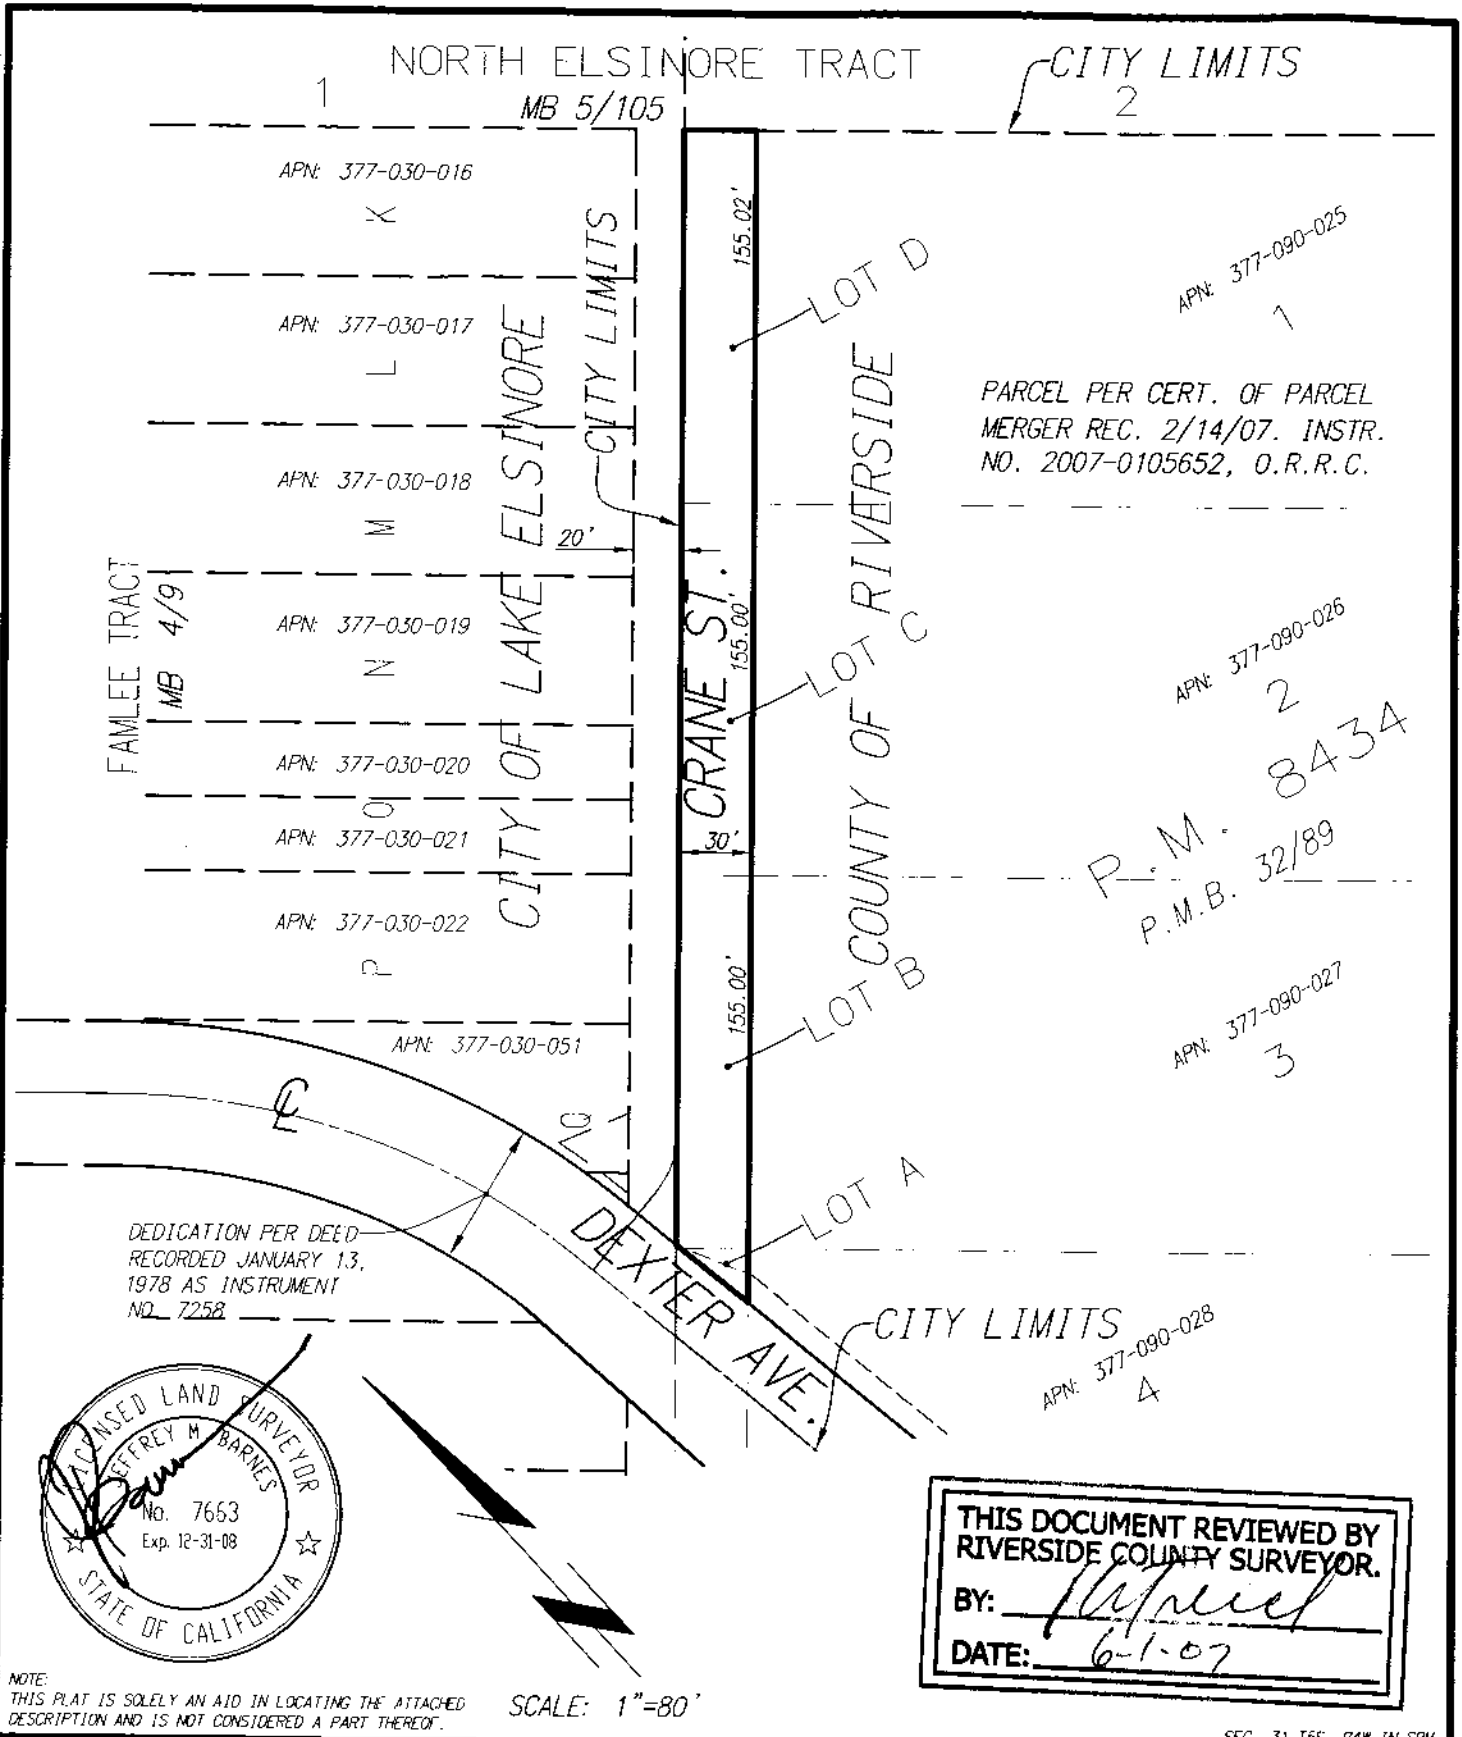 NORTH ELSINORE TRACT
CITY LIMITS
1
MB 5/105
2
APN: 377-030-016
K
155.02'
LOT D
APN: 377-090-025
1
CITY LIMITS
APN: 377-030-017
L
PARCEL PER CERT. OF PARCEL
MERGER REC. 2/14/07. INSTR.
NO. 2007-0105652, O.R.R.C.
APN: 377-030-018
M
20'
CITY OF LAKE ELSINORE
COUNTY OF RIVERSIDE
FAMLEE TRACT
MB 4/9
APN: 377-030-019
N
CRANE ST.
155.00'
LOT C
APN: 377-090-026
2
APN: 377-030-020
O
APN: 377-030-021
30'
P.M. 8434
P.M.B. 32/89
APN: 377-030-022
P
155.00'
LOT B
APN: 377-090-027
3
APN: 377-030-051
CL
Q
LOT A
DEDICATION PER DEED
RECORDED JANUARY 13,
1978 AS INSTRUMENT
NO. 7258
DEXTER AVE.
CITY LIMITS
APN: 377-090-028
4
LICENSED LAND SURVEYOR
JEFFREY M. BARNES
No. 7663
Exp. 12-31-08
STATE OF CALIFORNIA
THIS DOCUMENT REVIEWED BY
RIVERSIDE COUNTY SURVEYOR.
BY:
DATE: 6-1-07
NOTE:
THIS PLAT IS SOLELY AN AID IN LOCATING THE ATTACHED
DESCRIPTION AND IS NOT CONSIDERED A PART THEREOF.
SCALE: 1"=80'
SEC. 31